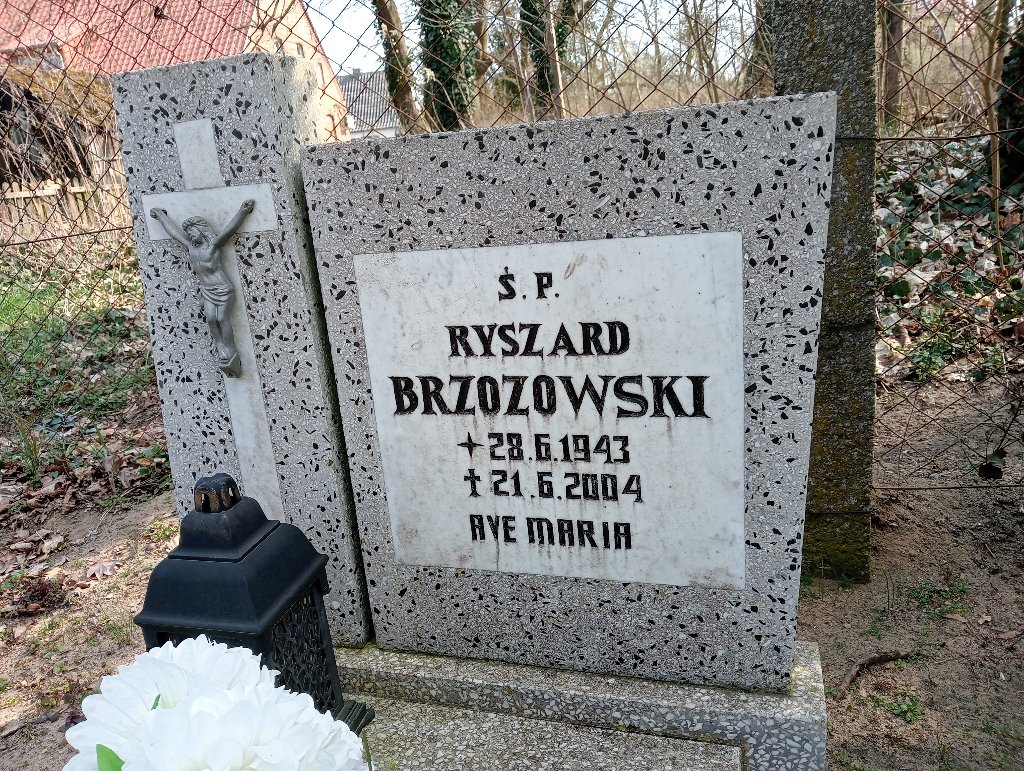 Ś. P.
RYSZARD
BRZOZOWSKI
28.6.1943
† 21.6.2004
AVE MARIA